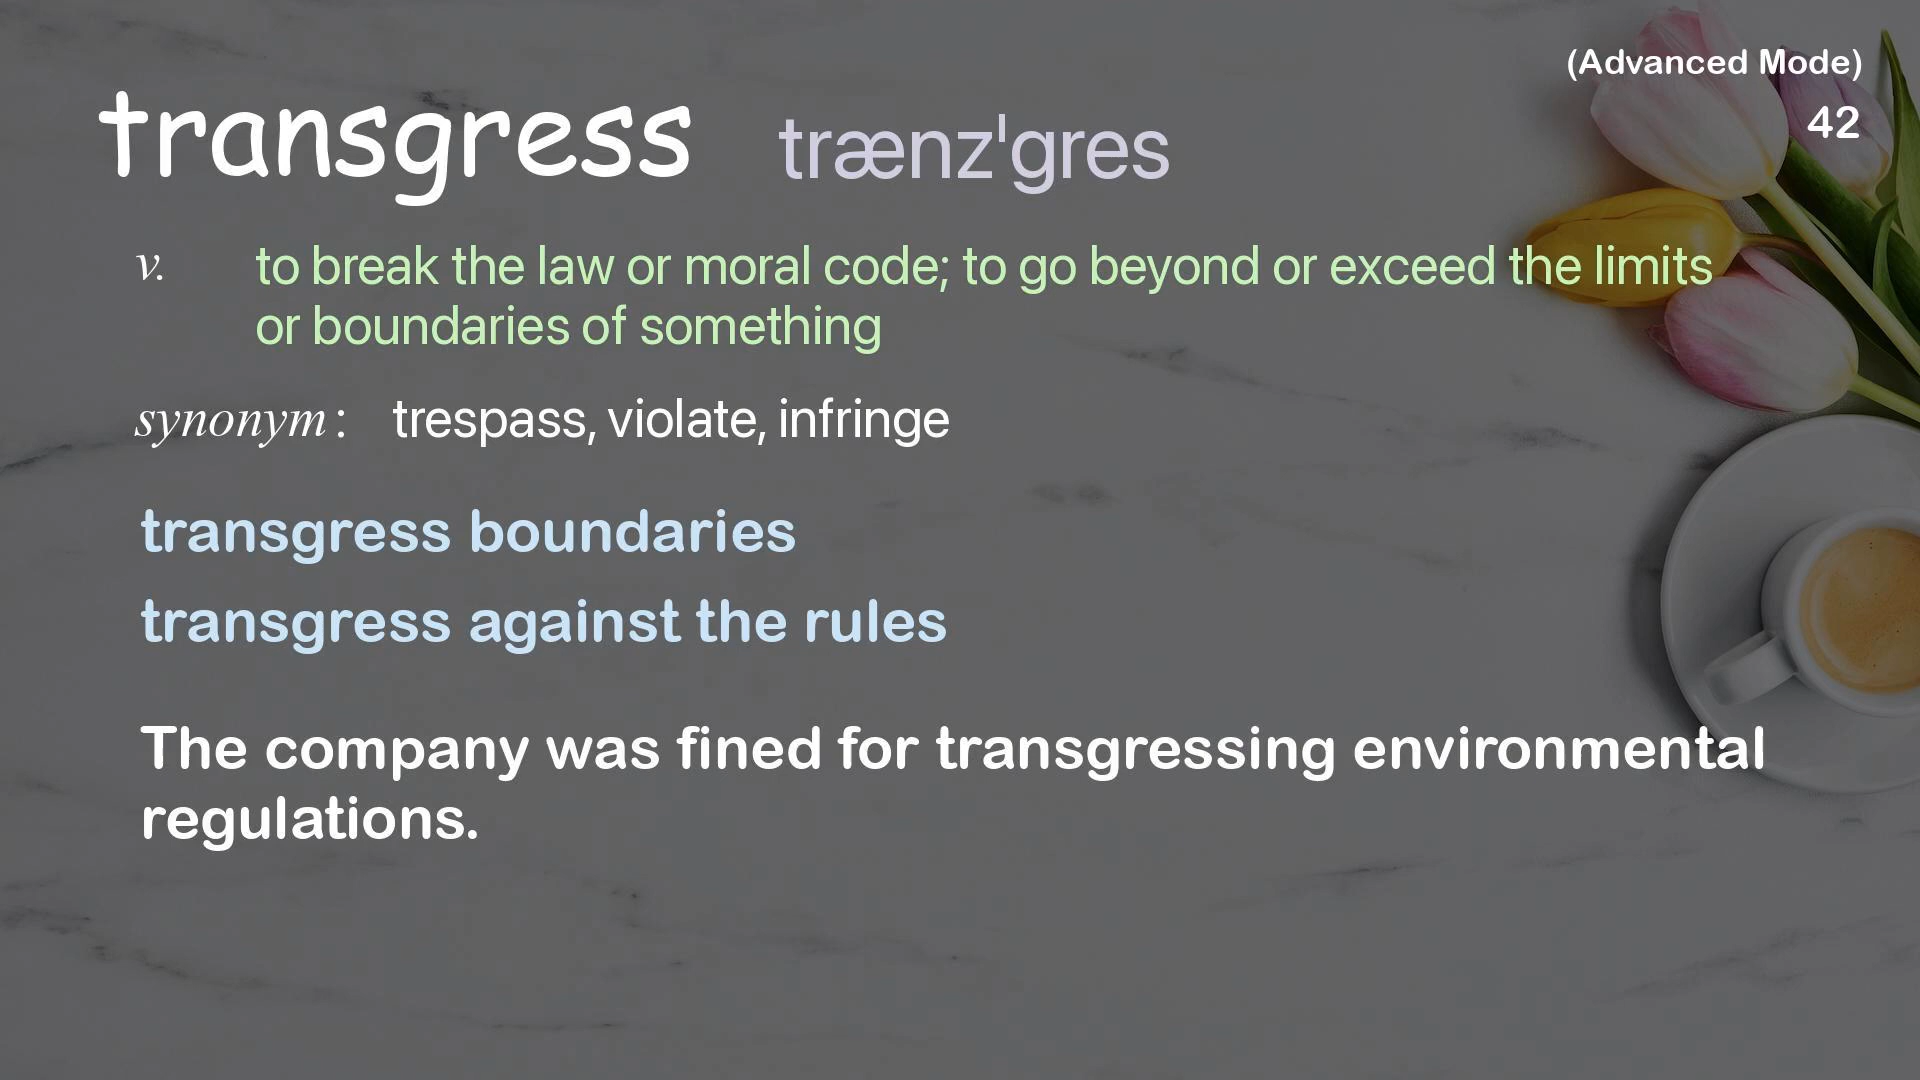 (Advanced Mode)
transgress trænzˈgres
42
v. to break the law or moral code; to go beyond or exceed the limits
or boundaries of something
synonym: trespass, violate, infringe
transgress boundaries
transgress against the rules
The company was fined for transgressing environmental
regulations.